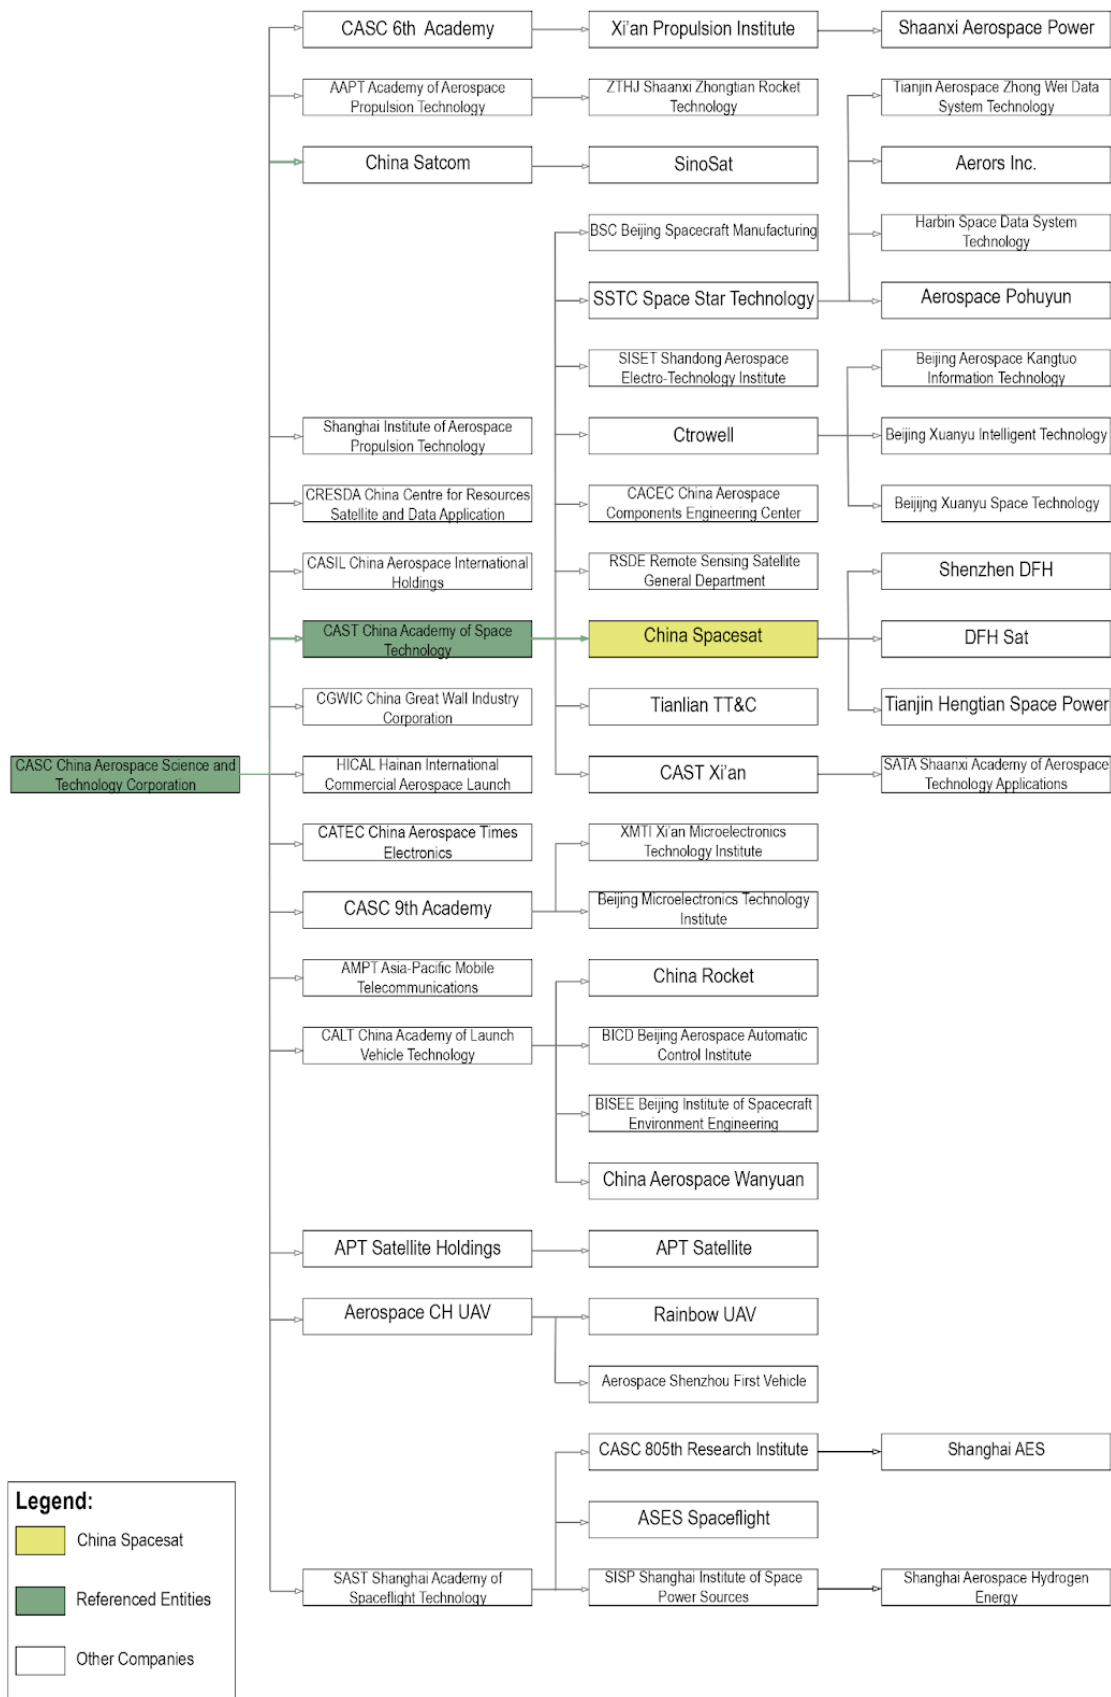 CASC 6th Academy
Xi'an Propulsion Institute
Shaanxi Aerospace Power
AAPT Academy of Aerospace
Propulsion Technology
ZTHJ Shaanxi Zhongtian Rocket
Technology
Tianjin Aerospace Zhong Wei Data
System Technology
China Satcom
SinoSat
Aerors Inc.
BSC Beijing Spacecraft Manufacturing
Harbin Space Data System
Technology
SSTC Space Star Technology
Aerospace Pohuyun
SISET Shandong Aerospace
Electro-Technology Institute
Beijing Aerospace Kangtuo
Information Technology
Shanghai Institute of Aerospace
Propulsion Technology
Ctrowell
Beijing Xuanyu Intelligent Technology
CRESDA China Centre for Resources
Satellite and Data Application
CACEC China Aerospace
Components Engineering Center
Beijijng Xuanyu Space Technology
CASIL China Aerospace International
Holdings
RSDE Remote Sensing Satellite
General Department
Shenzhen DFH
CAST China Academy of Space
Technology
China Spacesat
DFH Sat
CGWIC China Great Wall Industry
Corporation
Tianlian TT&C
Tianjin Hengtian Space Power
CASC China Aerospace Science and
Technology Corporation
HICAL Hainan International
Commercial Aerospace Launch
CAST Xi'an
SATA Shaanxi Academy of Aerospace
Technology Applications
CATEC China Aerospace Times
Electronics
XMTI Xi'an Microelectronics
Technology Institute
CASC 9th Academy
Beijing Microelectronics Technology
Institute
AMPT Asia-Pacific Mobile
Telecommunications
China Rocket
CALT China Academy of Launch
Vehicle Technology
BICD Beijing Aerospace Automatic
Control Institute
BISEE Beijing Institute of Spacecraft
Environment Engineering
China Aerospace Wanyuan
APT Satellite Holdings
APT Satellite
Aerospace CH UAV
Rainbow UAV
Aerospace Shenzhou First Vehicle
CASC 805th Research Institute
Shanghai AES
ASES Spaceflight
SAST Shanghai Academy of
Spaceflight Technology
SISP Shanghai Institute of Space
Power Sources
Shanghai Aerospace Hydrogen
Energy
Legend:
China Spacesat
Referenced Entities
Other Companies